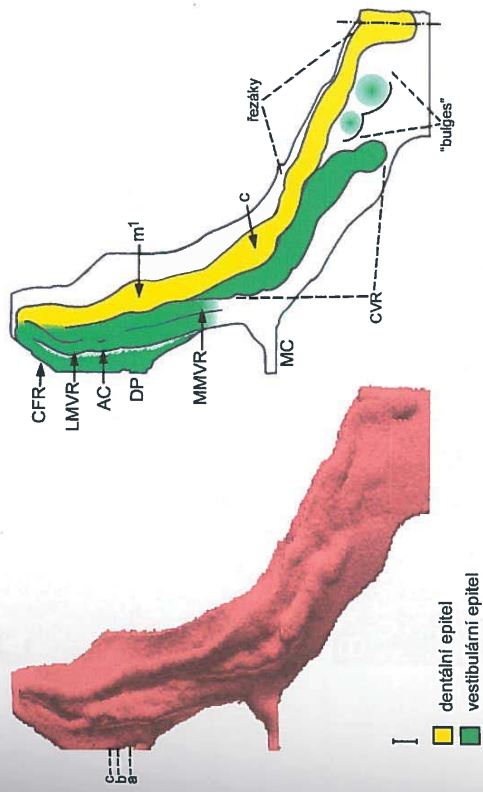 CFR
LMVR
AC
DP
MMVR
MC
m¹
c
CVR
řezáky
"bulges"
c
b
a
dentální epitel
vestibulární epitel